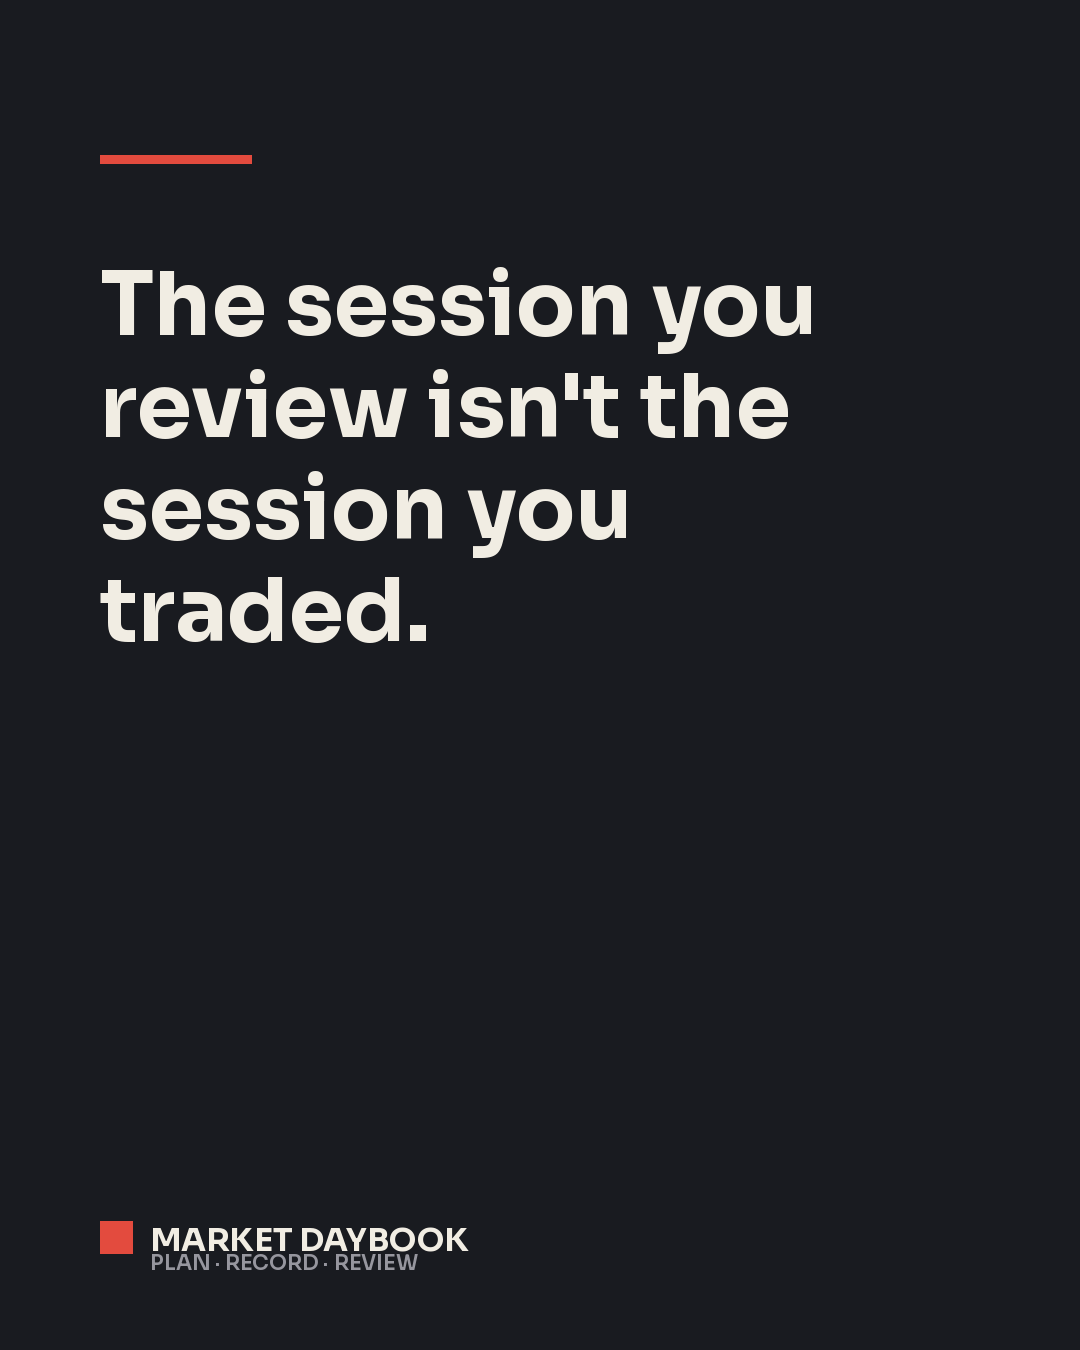 The session you
review isn't the
session you
traded.
MARKET DAYBOOK
PLAN · RECORD · REVIEW